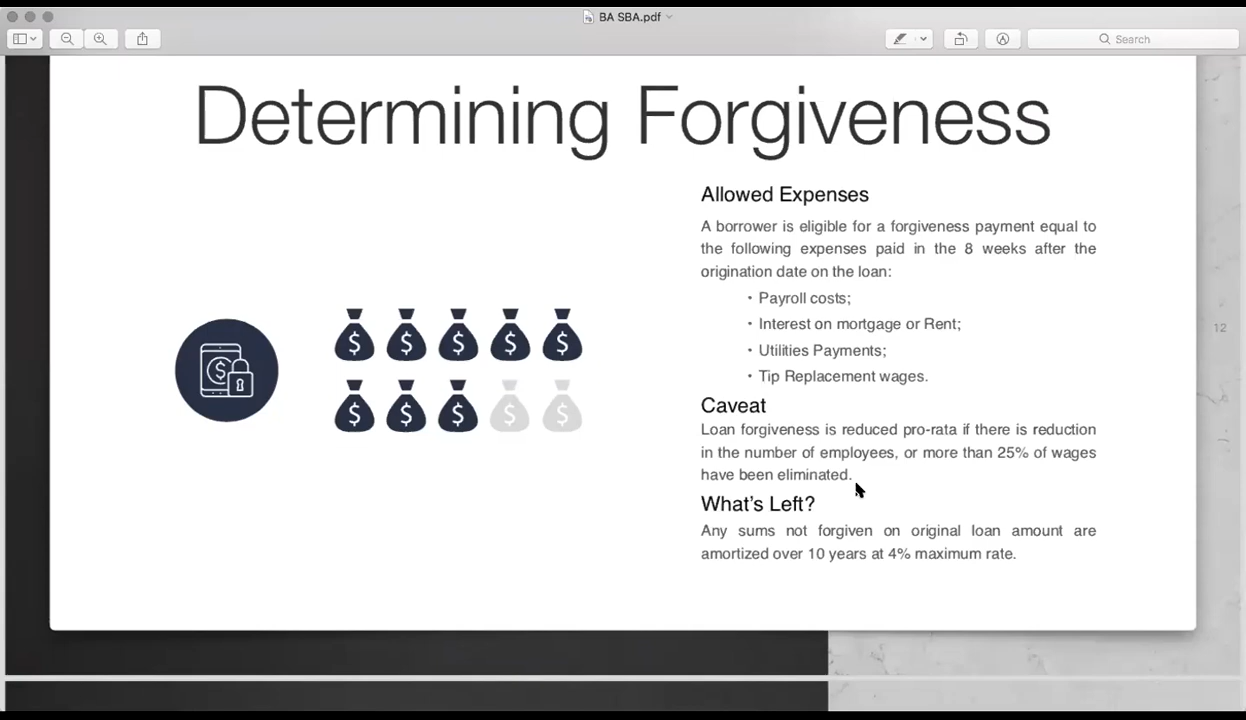 BA SBA.pdf
Search
Determining Forgiveness
Allowed Expenses
A borrower is eligible for a forgiveness payment equal to
the following expenses paid in the 8 weeks after the
origination date on the loan:
• Payroll costs;
• Interest on mortgage or Rent;
• Utilities Payments;
• Tip Replacement wages.
Caveat
Loan forgiveness is reduced pro-rata if there is reduction
in the number of employees, or more than 25% of wages
have been eliminated.
What's Left?
Any sums not forgiven on original loan amount are
amortized over 10 years at 4% maximum rate.
$
$ $ $ $ $
$ $ $ $ $
12